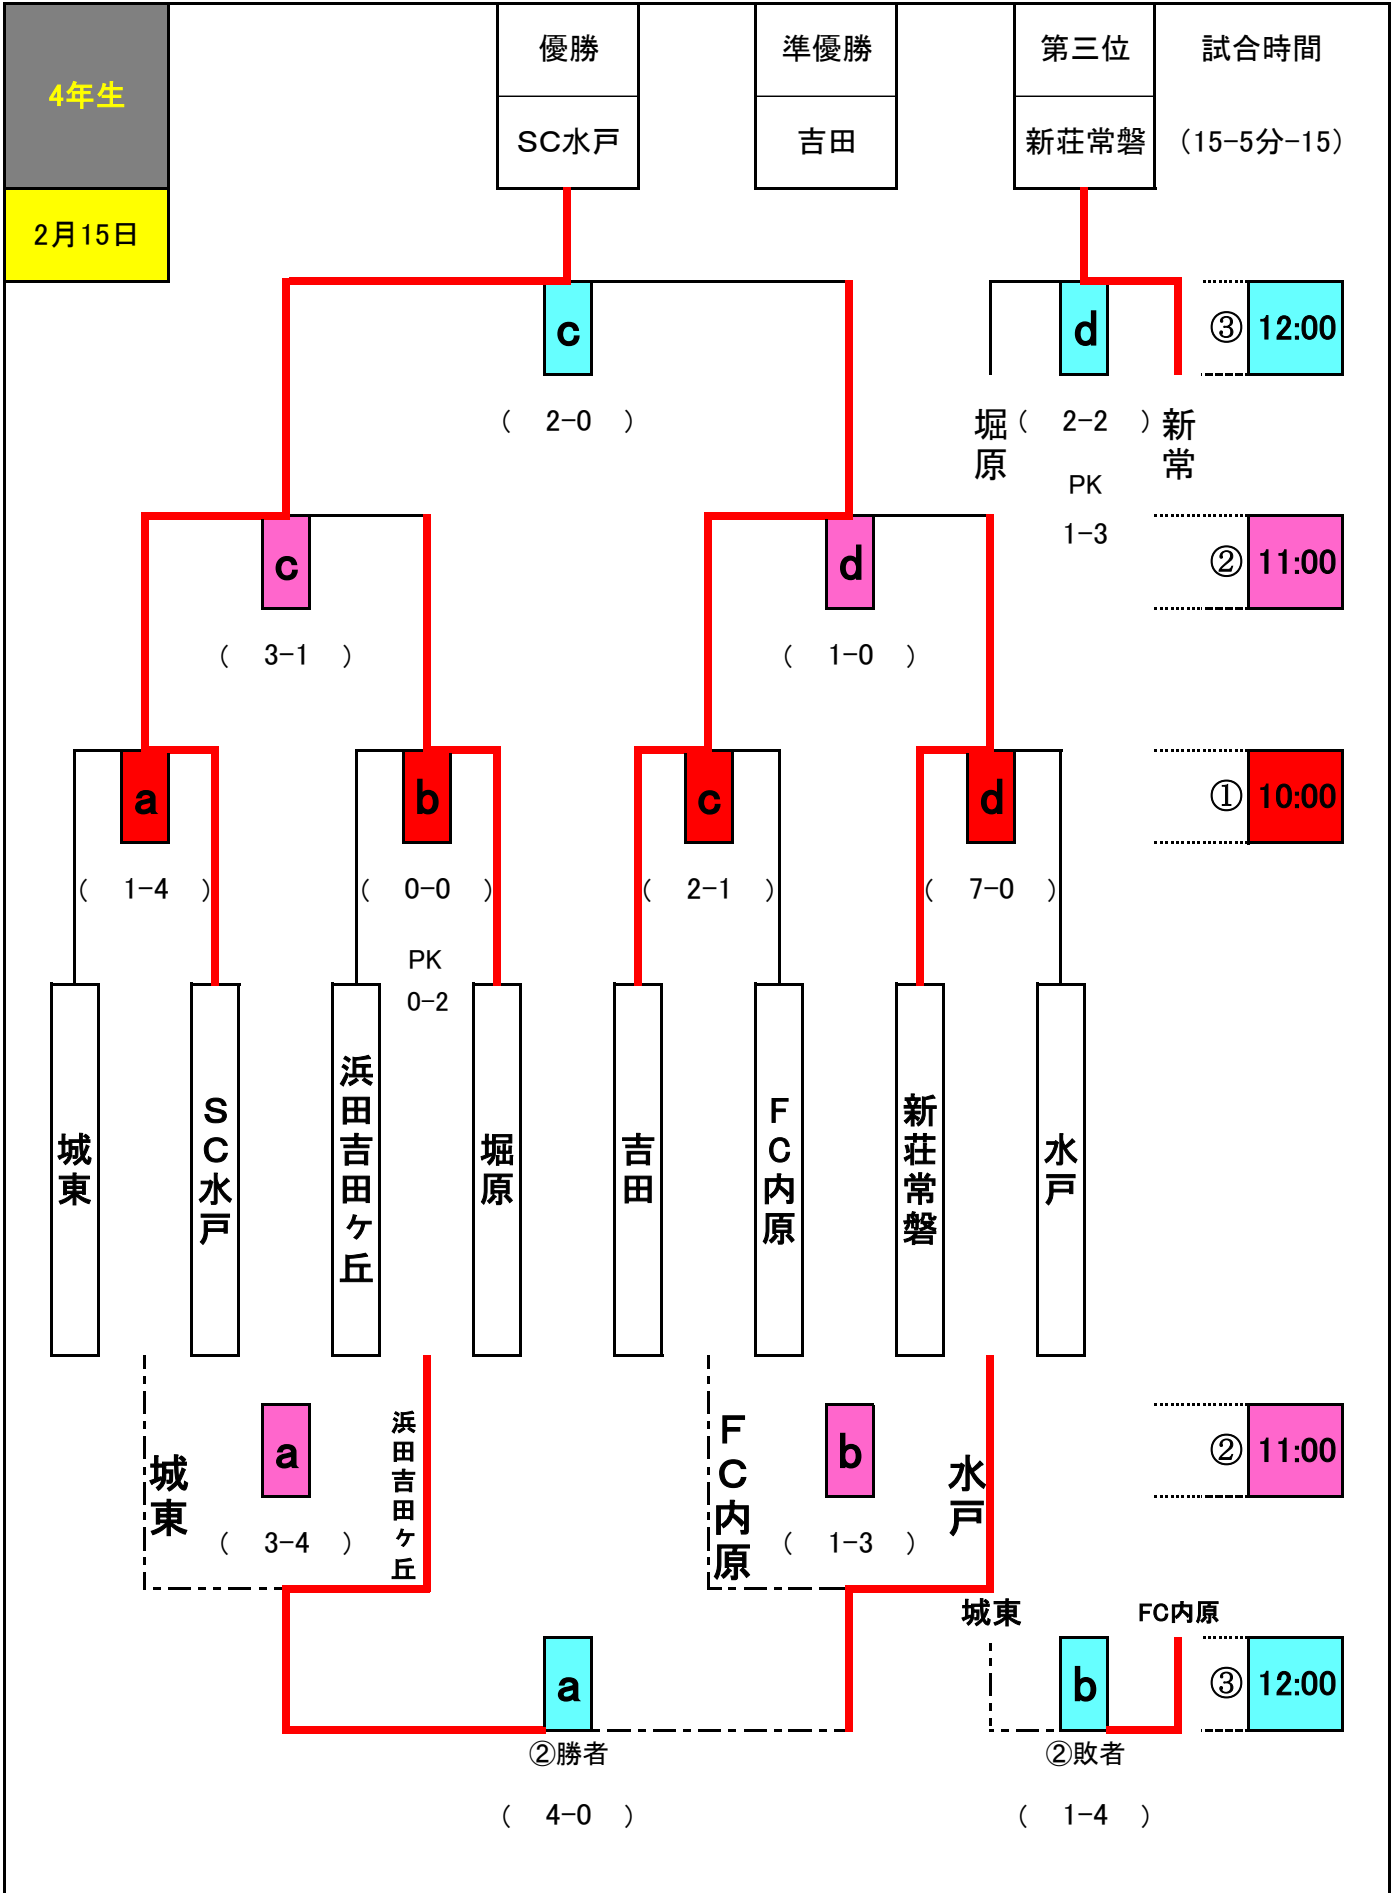 4年生
2月15日
優勝
SC水戸
準優勝
吉田
第三位
新荘常磐
試合時間
（15-5分-15）
c
( 2-0 )
堀原
d
( 2-2 )
PK
1-3
新常
③ 12:00
c
( 3-1 )
d
( 1-0 )
② 11:00
a
( 1-4 )
b
( 0-0 )
PK
0-2
c
( 2-1 )
d
( 7-0 )
① 10:00
城東
SC水戸
浜田吉田ヶ丘
堀原
吉田
FC内原
新荘常磐
水戸
城東
a
( 3-4 )
浜田吉田ヶ丘
FC内原
b
( 1-3 )
水戸
② 11:00
a
②勝者
( 4-0 )
城東
b
FC内原
②敗者
( 1-4 )
③ 12:00